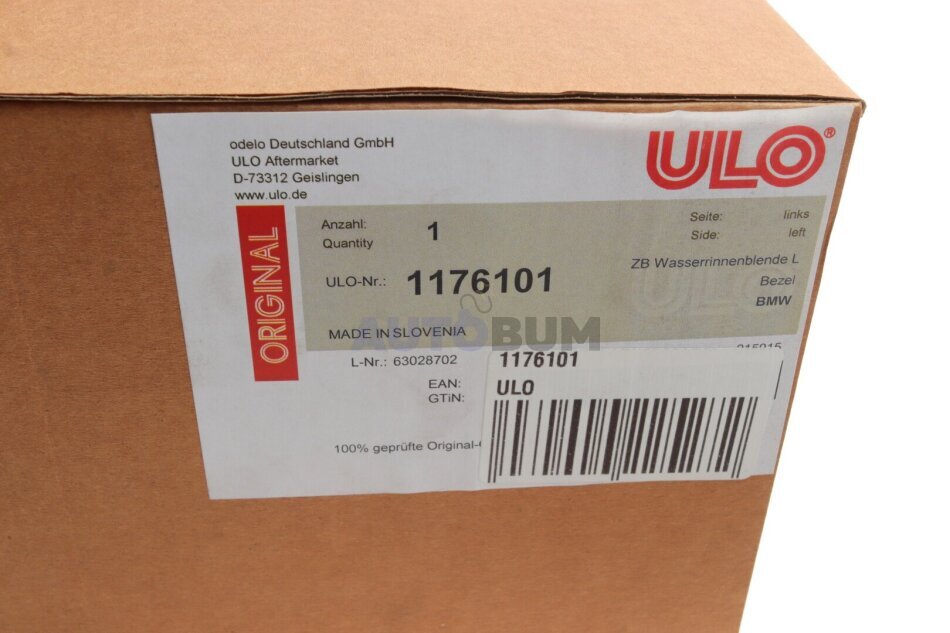 odelo Deutschland GmbH
ULO Aftermarket
D-73312 Geislingen
www.ulo.de
ULO®
ORIGINAL
Anzahl: 1
Quantity
Seite: links
Side: left
ULO-Nr.: 1176101
ZB Wasserrinnenblende L
Bezel
BMW
MADE IN SLOVENIA
AUTOBUM
L-Nr.: 63028702
EAN:
GTiN:
100% geprüfte Original-
1176101
ULO